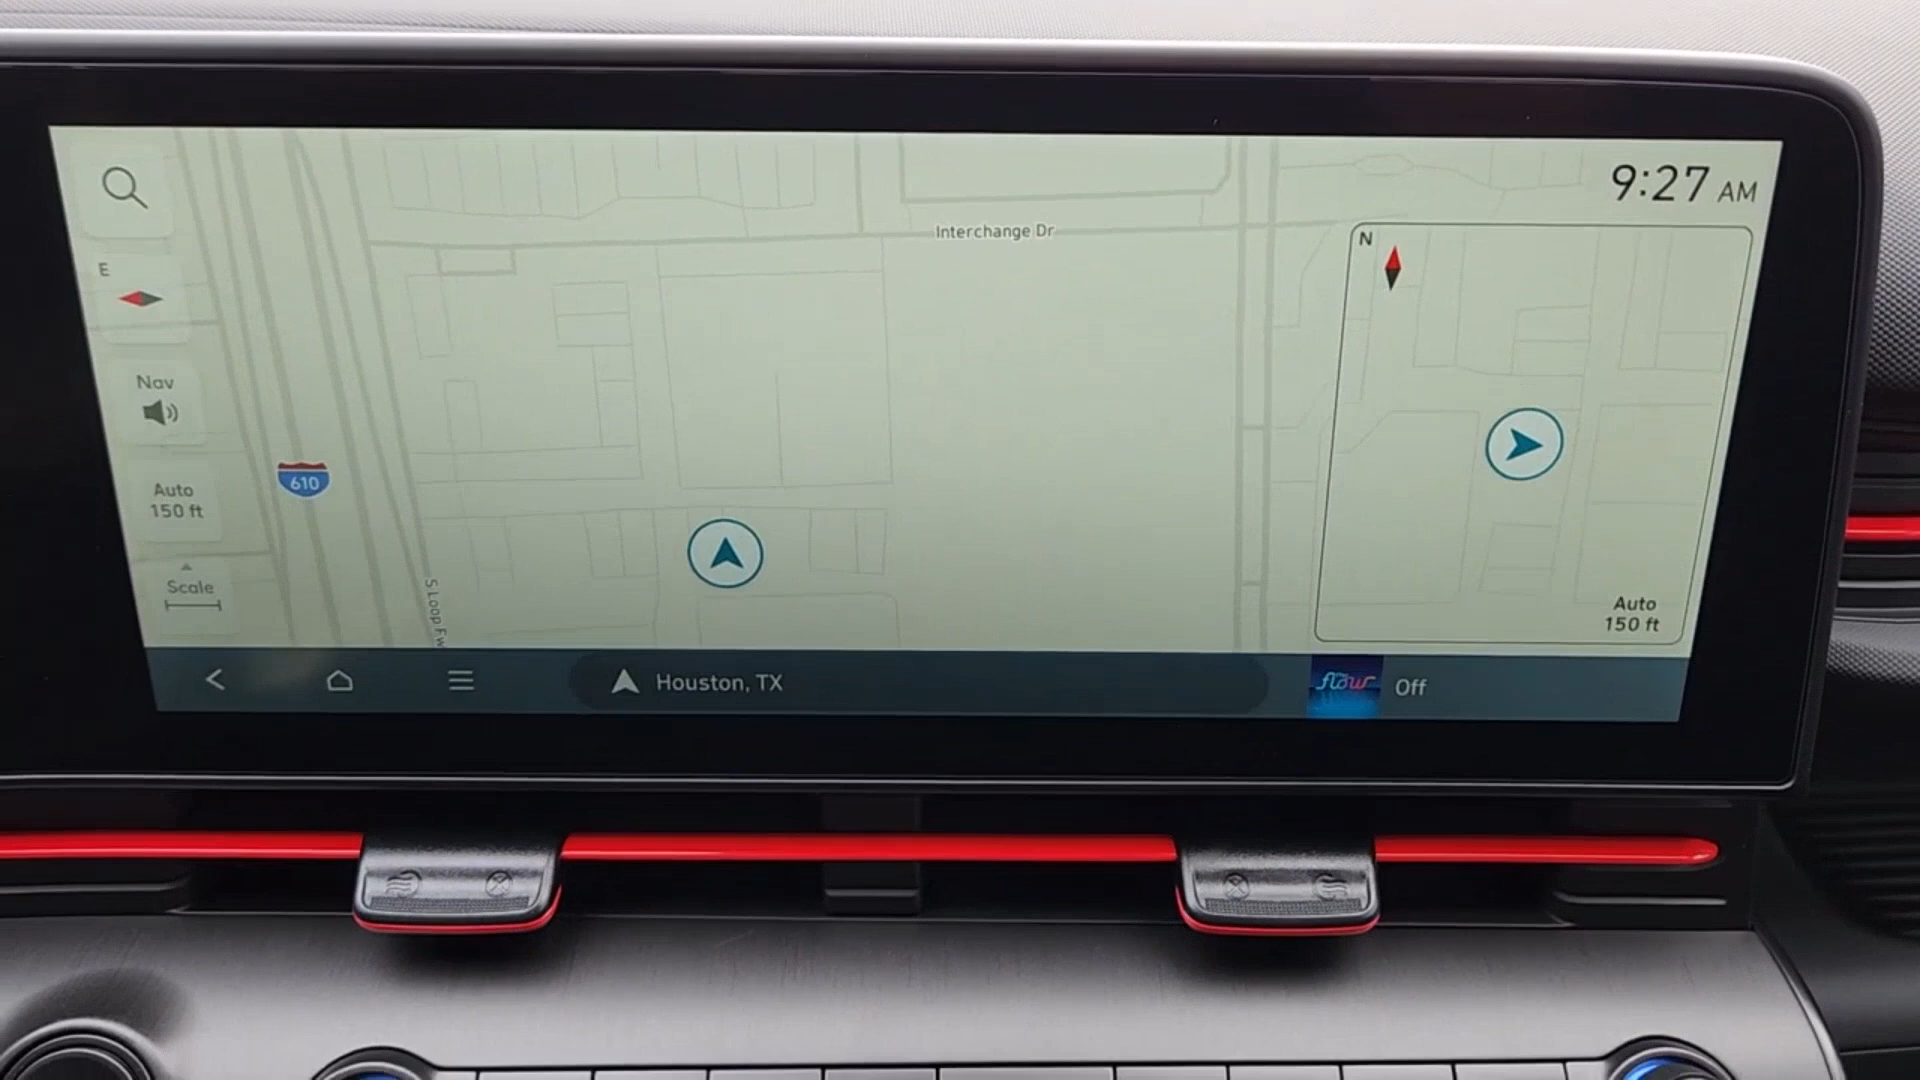 9:27 AM
Interchange Dr
N
E
Nav
610
Auto
150 ft
Scale
S Loop Fw
Auto
150 ft
Houston, TX
flow
Off